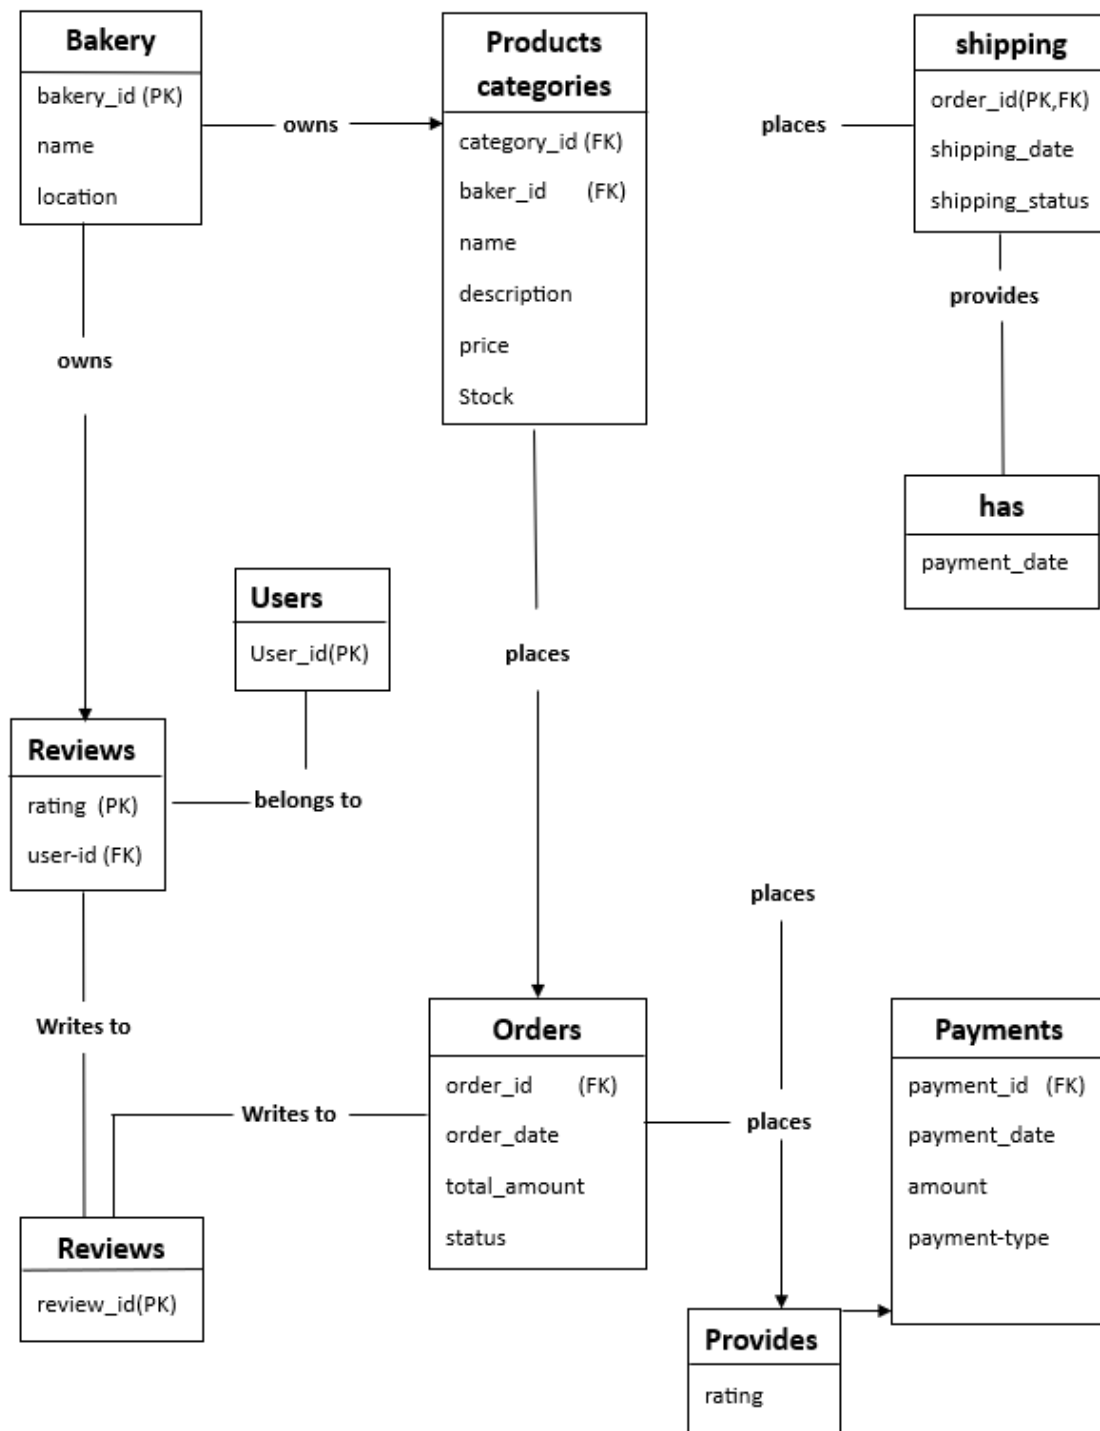 Bakery
bakery_id (PK)
name
location
owns
Products
categories
category_id (FK)
baker_id (FK)
name
description
price
Stock
places
shipping
order_id(PK,FK)
shipping_date
shipping_status
provides
has
payment_date
owns
Users
User_id(PK)
belongs to
places
Reviews
rating (PK)
user-id (FK)
Writes to
Writes to
Reviews
review_id(PK)
Orders
order_id (FK)
order_date
total_amount
status
places
places
Payments
payment_id (FK)
payment_date
amount
payment-type
Provides
rating